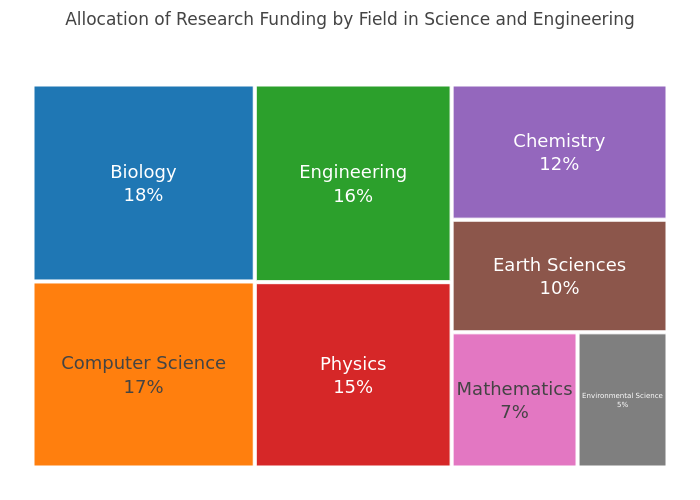 Allocation of Research Funding by Field in Science and Engineering
Biology
18%
Engineering
16%
Chemistry
12%
Earth Sciences
10%
Computer Science
17%
Physics
15%
Mathematics
7%
Environmental Science
5%